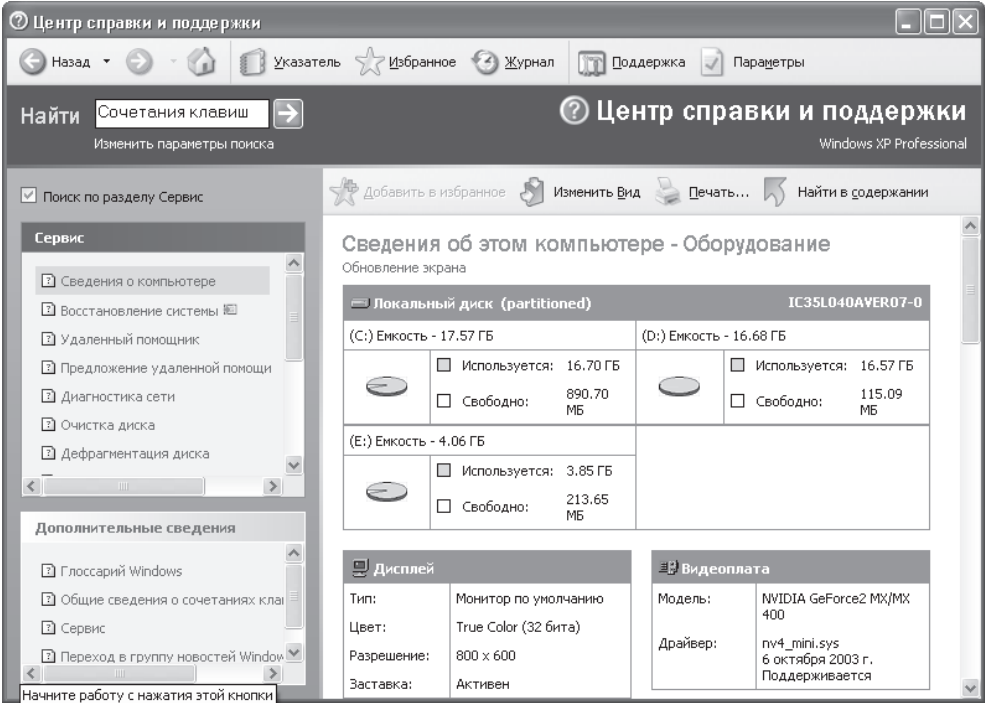 Центр справки и поддержки
Назад Указатель Избранное Журнал Поддержка Параметры
Найти Сочетания клавиш
Изменить параметры поиска
Центр справки и поддержки
Windows XP Professional
Поиск по разделу Сервис
Сервис
Сведения о компьютере
Восстановление системы
Удаленный помощник
Предложение удаленной помощи
Диагностика сети
Очистка диска
Дефрагментация диска
Дополнительные сведения
Глоссарий Windows
Общие сведения о сочетаниях кла
Сервис
Переход в группу новостей Window
Начните работу с нажатия этой кнопки
Добавить в избранное Изменить Вид Печать... Найти в содержании
Сведения об этом компьютере - Оборудование
Обновление экрана
Локальный диск (partitioned) IC35L040AVER07-0
(C:) Емкость - 17.57 ГБ
Используется: 16.70 ГБ
Свободно: 890.70 МБ
(D:) Емкость - 16.68 ГБ
Используется: 16.57 ГБ
Свободно: 115.09 МБ
(E:) Емкость - 4.06 ГБ
Используется: 3.85 ГБ
Свободно: 213.65 МБ
Дисплей
Тип: Монитор по умолчанию
Цвет: True Color (32 бита)
Разрешение: 800 x 600
Заставка: Активен
Видеоплата
Модель: NVIDIA GeForce2 MX/MX 400
Драйвер: nv4_mini.sys
6 октября 2003 г.
Поддерживается